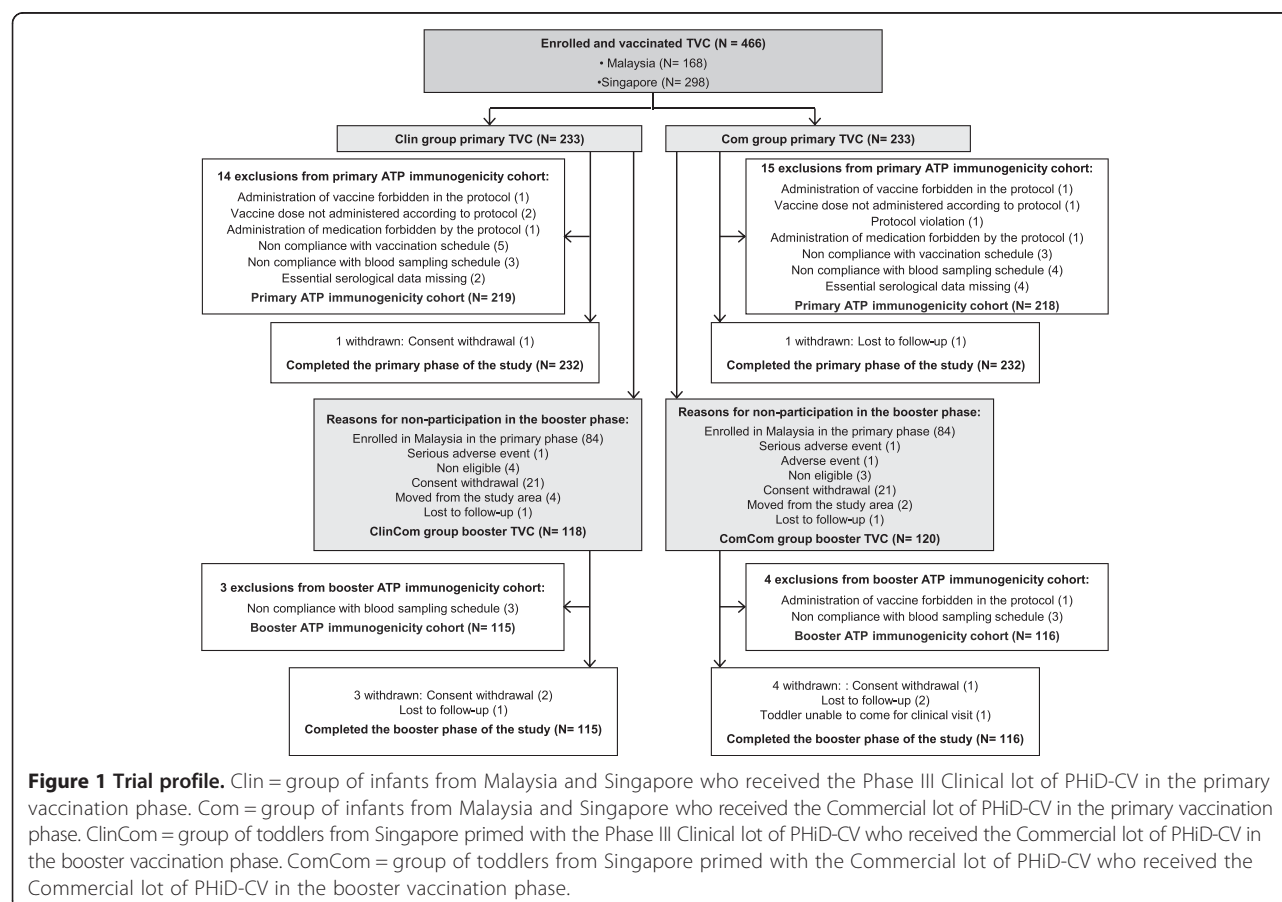 Enrolled and vaccinated TVC (N = 466)
• Malaysia (N= 168)
•Singapore (N= 298)
Clin group primary TVC (N= 233)
Com group primary TVC (N= 233)
14 exclusions from primary ATP immunogenicity cohort:
Administration of vaccine forbidden in the protocol (1)
Vaccine dose not administered according to protocol (2)
Administration of medication forbidden by the protocol (1)
Non compliance with vaccination schedule (5)
Non compliance with blood sampling schedule (3)
Essential serological data missing (2)
Primary ATP immunogenicity cohort (N= 219)
15 exclusions from primary ATP immunogenicity cohort:
Administration of vaccine forbidden in the protocol (1)
Vaccine dose not administered according to protocol (1)
Protocol violation (1)
Administration of medication forbidden by the protocol (1)
Non compliance with vaccination schedule (3)
Non compliance with blood sampling schedule (4)
Essential serological data missing (4)
Primary ATP immunogenicity cohort (N= 218)
1 withdrawn: Consent withdrawal (1)
Completed the primary phase of the study (N= 232)
1 withdrawn: Lost to follow-up (1)
Completed the primary phase of the study (N= 232)
Reasons for non-participation in the booster phase:
Enrolled in Malaysia in the primary phase (84)
Serious adverse event (1)
Non eligible (4)
Consent withdrawal (21)
Moved from the study area (4)
Lost to follow-up (1)
ClinCom group booster TVC (N= 118)
Reasons for non-participation in the booster phase:
Enrolled in Malaysia in the primary phase (84)
Serious adverse event (1)
Adverse event (1)
Non eligible (3)
Consent withdrawal (21)
Moved from the study area (2)
Lost to follow-up (1)
ComCom group booster TVC (N= 120)
3 exclusions from booster ATP immunogenicity cohort:
Non compliance with blood sampling schedule (3)
Booster ATP immunogenicity cohort (N= 115)
4 exclusions from booster ATP immunogenicity cohort:
Administration of vaccine forbidden in the protocol (1)
Non compliance with blood sampling schedule (3)
Booster ATP immunogenicity cohort (N= 116)
3 withdrawn: Consent withdrawal (2)
Lost to follow-up (1)
Completed the booster phase of the study (N= 115)
4 withdrawn: : Consent withdrawal (1)
Lost to follow-up (2)
Toddler unable to come for clinical visit (1)
Completed the booster phase of the study (N= 116)
Figure 1 Trial profile. Clin = group of infants from Malaysia and Singapore who received the Phase III Clinical lot of PHiD-CV in the primary
vaccination phase. Com = group of infants from Malaysia and Singapore who received the Commercial lot of PHiD-CV in the primary vaccination
phase. ClinCom = group of toddlers from Singapore primed with the Phase III Clinical lot of PHiD-CV who received the Commercial lot of PHiD-CV in
the booster vaccination phase. ComCom = group of toddlers from Singapore primed with the Commercial lot of PHiD-CV who received the
Commercial lot of PHiD-CV in the booster vaccination phase.